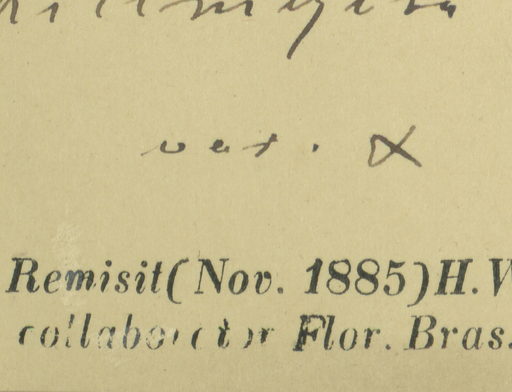 var. α
Remisit (Nov. 1885) H.
collaborator Flor. Bras.